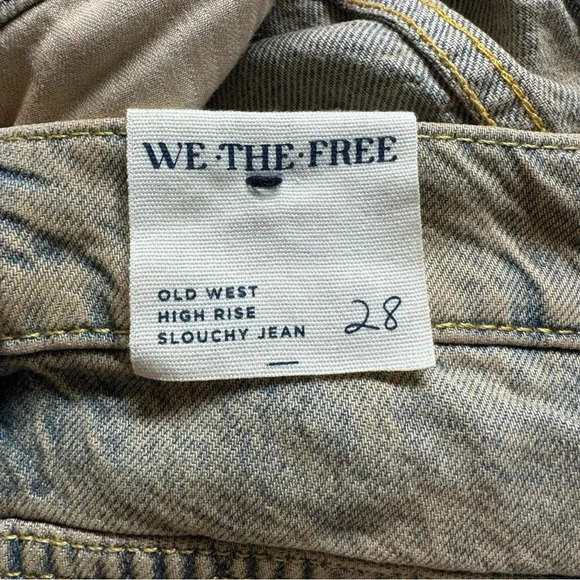 WE·THE·FREE
OLD WEST
HIGH RISE
SLOUCHY JEAN
28